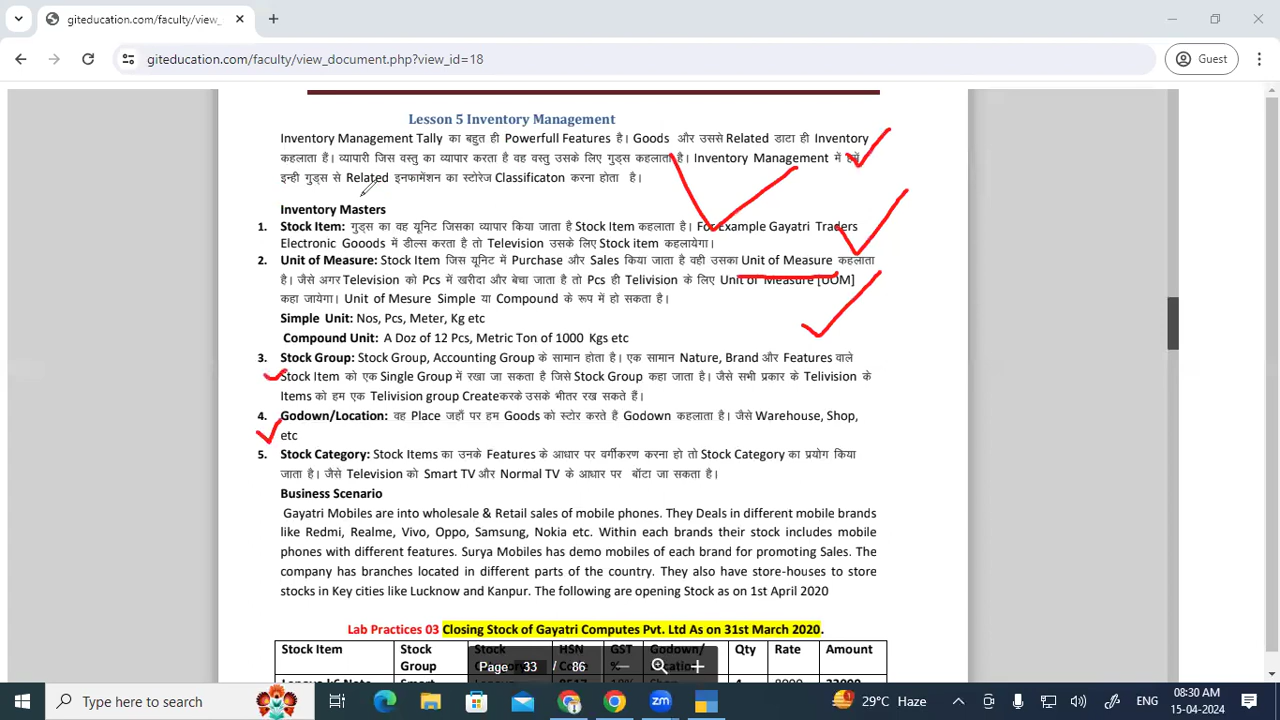 giteducation.com/faculty/view_
giteducation.com/faculty/view_document.php?view_id=18
Guest
Lesson 5 Inventory Management
Inventory Management Tally का बहुत ही Powerfull Features है। Goods और उससे Related डाटा ही Inventory
कहलाता हैं। व्यापारी जिस वस्तु का व्यापार करता है वह वस्तु उसके लिए गुड्स कहलाता है। Inventory Management में हमें
इन्ही गुड्स से Related इनफार्मेशन का स्टोरेज Classificaton करना होता है।
Inventory Masters
1. Stock Item: गुड्स का वह यूनिट जिसका व्यापार किया जाता है Stock Item कहलाता है। For Example Gayatri Traders
Electronic Gooods में डील्स करता है तो Television उसके लिए Stock item कहलायेगा।
2. Unit of Measure: Stock Item जिस यूनिट में Purchase और Sales किया जाता है वही उसका Unit of Measure कहलाता
है। जैसे अगर Television को Pcs में खरीदा और बेचा जाता है तो Pcs ही Telivision के लिए Unit of Measure [UOM]
कहा जायेगा। Unit of Mesure Simple या Compound के रूप में हो सकता है।
Simple Unit: Nos, Pcs, Meter, Kg etc
Compound Unit: A Doz of 12 Pcs, Metric Ton of 1000 Kgs etc
3. Stock Group: Stock Group, Accounting Group के सामान होता है। एक सामान Nature, Brand और Features वाले
Stock Item को एक Single Group में रखा जा सकता है जिसे Stock Group कहा जाता है। जैसे सभी प्रकार के Telivision के
Items को हम एक Telivision group Createकरके उसके भीतर रख सकते हैं।
4. Godown/Location: वह Place जहाँ पर हम Goods को स्टोर करते है Godown कहलाता है। जैसे Warehouse, Shop,
etc
5. Stock Category: Stock Items का उनके Features के आधार पर वर्गीकरण करना हो तो Stock Category का प्रयोग किया
जाता है। जैसे Television को Smart TV और Normal TV के आधार पर बाँटा जा सकता है।
Business Scenario
Gayatri Mobiles are into wholesale & Retail sales of mobile phones. They Deals in different mobile brands
like Redmi, Realme, Vivo, Oppo, Samsung, Nokia etc. Within each brands their stock includes mobile
phones with different features. Surya Mobiles has demo mobiles of each brand for promoting Sales. The
company has branches located in different parts of the country. They also have store-houses to store
stocks in Key cities like Lucknow and Kanpur. The following are opening Stock as on 1st April 2020
Lab Practices 03 Closing Stock of Gayatri Computes Pvt. Ltd As on 31st March 2020.
Stock Item Stock Group HSN GST % Godown/ Qty Rate Amount
Page 33 / 86
Type here to search
29°C Haze
ENG
08:30 AM
15-04-2024